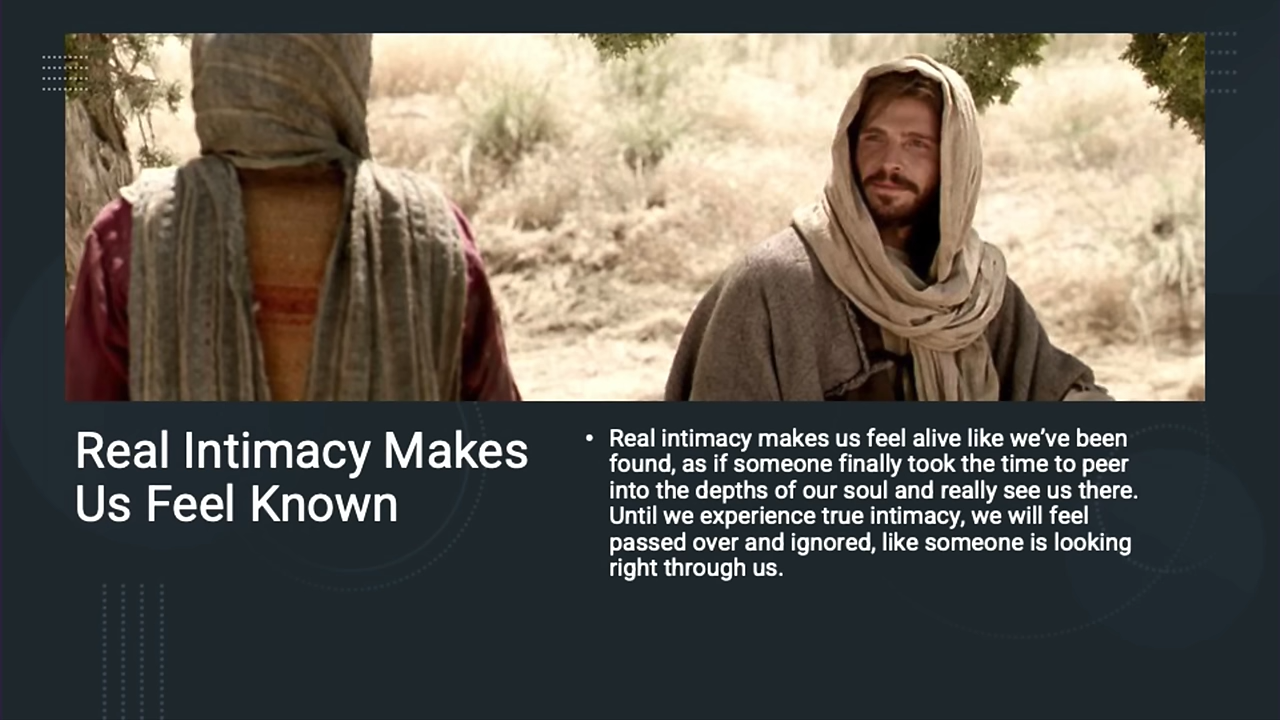 Real Intimacy Makes
Us Feel Known
• Real intimacy makes us feel alive like we’ve been
found, as if someone finally took the time to peer
into the depths of our soul and really see us there.
Until we experience true intimacy, we will feel
passed over and ignored, like someone is looking
right through us.